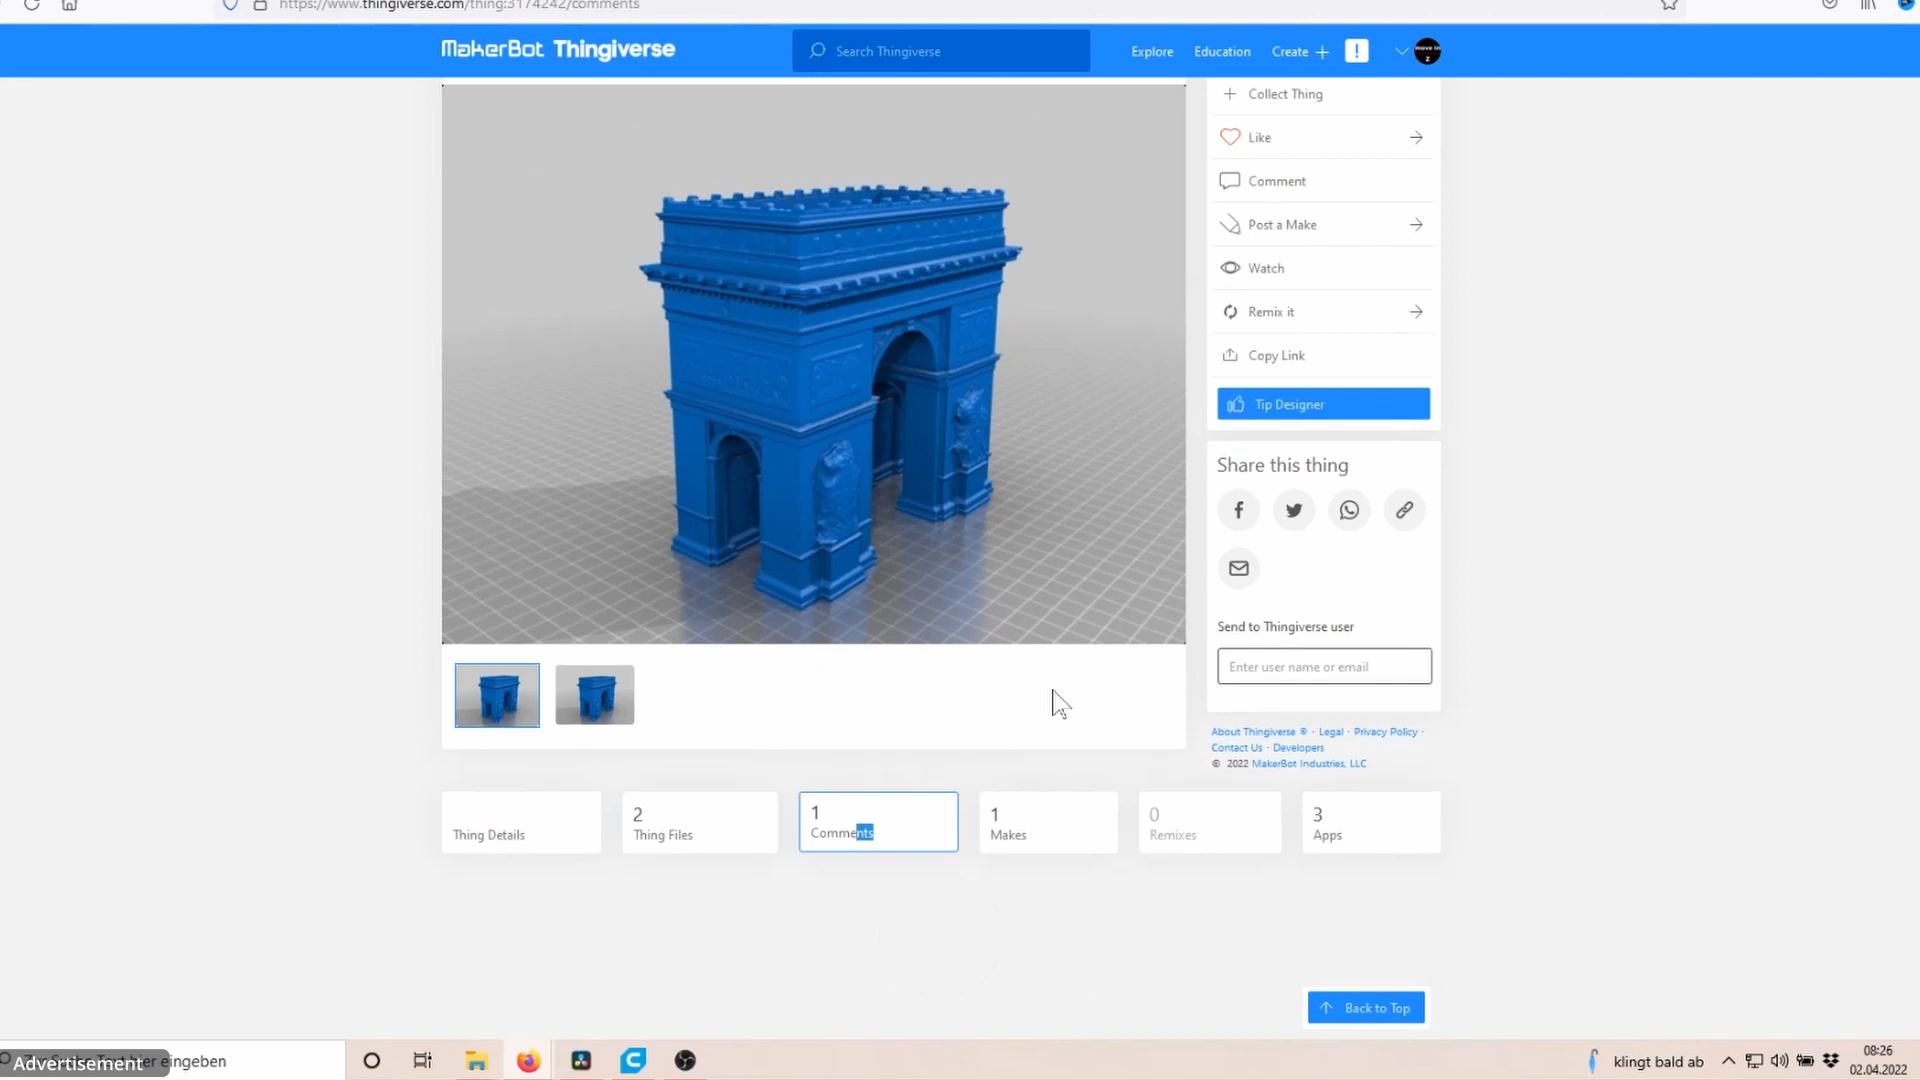 https://www.thingiverse.com/thing:3174242/comments
MakerBot Thingiverse
Search Thingiverse
Explore
Education
Create
!
move in z
Collect Thing
Like
Comment
Post a Make
Watch
Remix it
Copy Link
Tip Designer
Share this thing
Send to Thingiverse user
Enter user name or email
About Thingiverse ® · Legal · Privacy Policy ·
Contact Us · Developers
© 2022 MakerBot Industries, LLC
Thing Details
2
Thing Files
1
Comments
1
Makes
0
Remixes
3
Apps
Back to Top
Text hier eingeben
Advertisement
klingt bald ab
08:26
02.04.2022